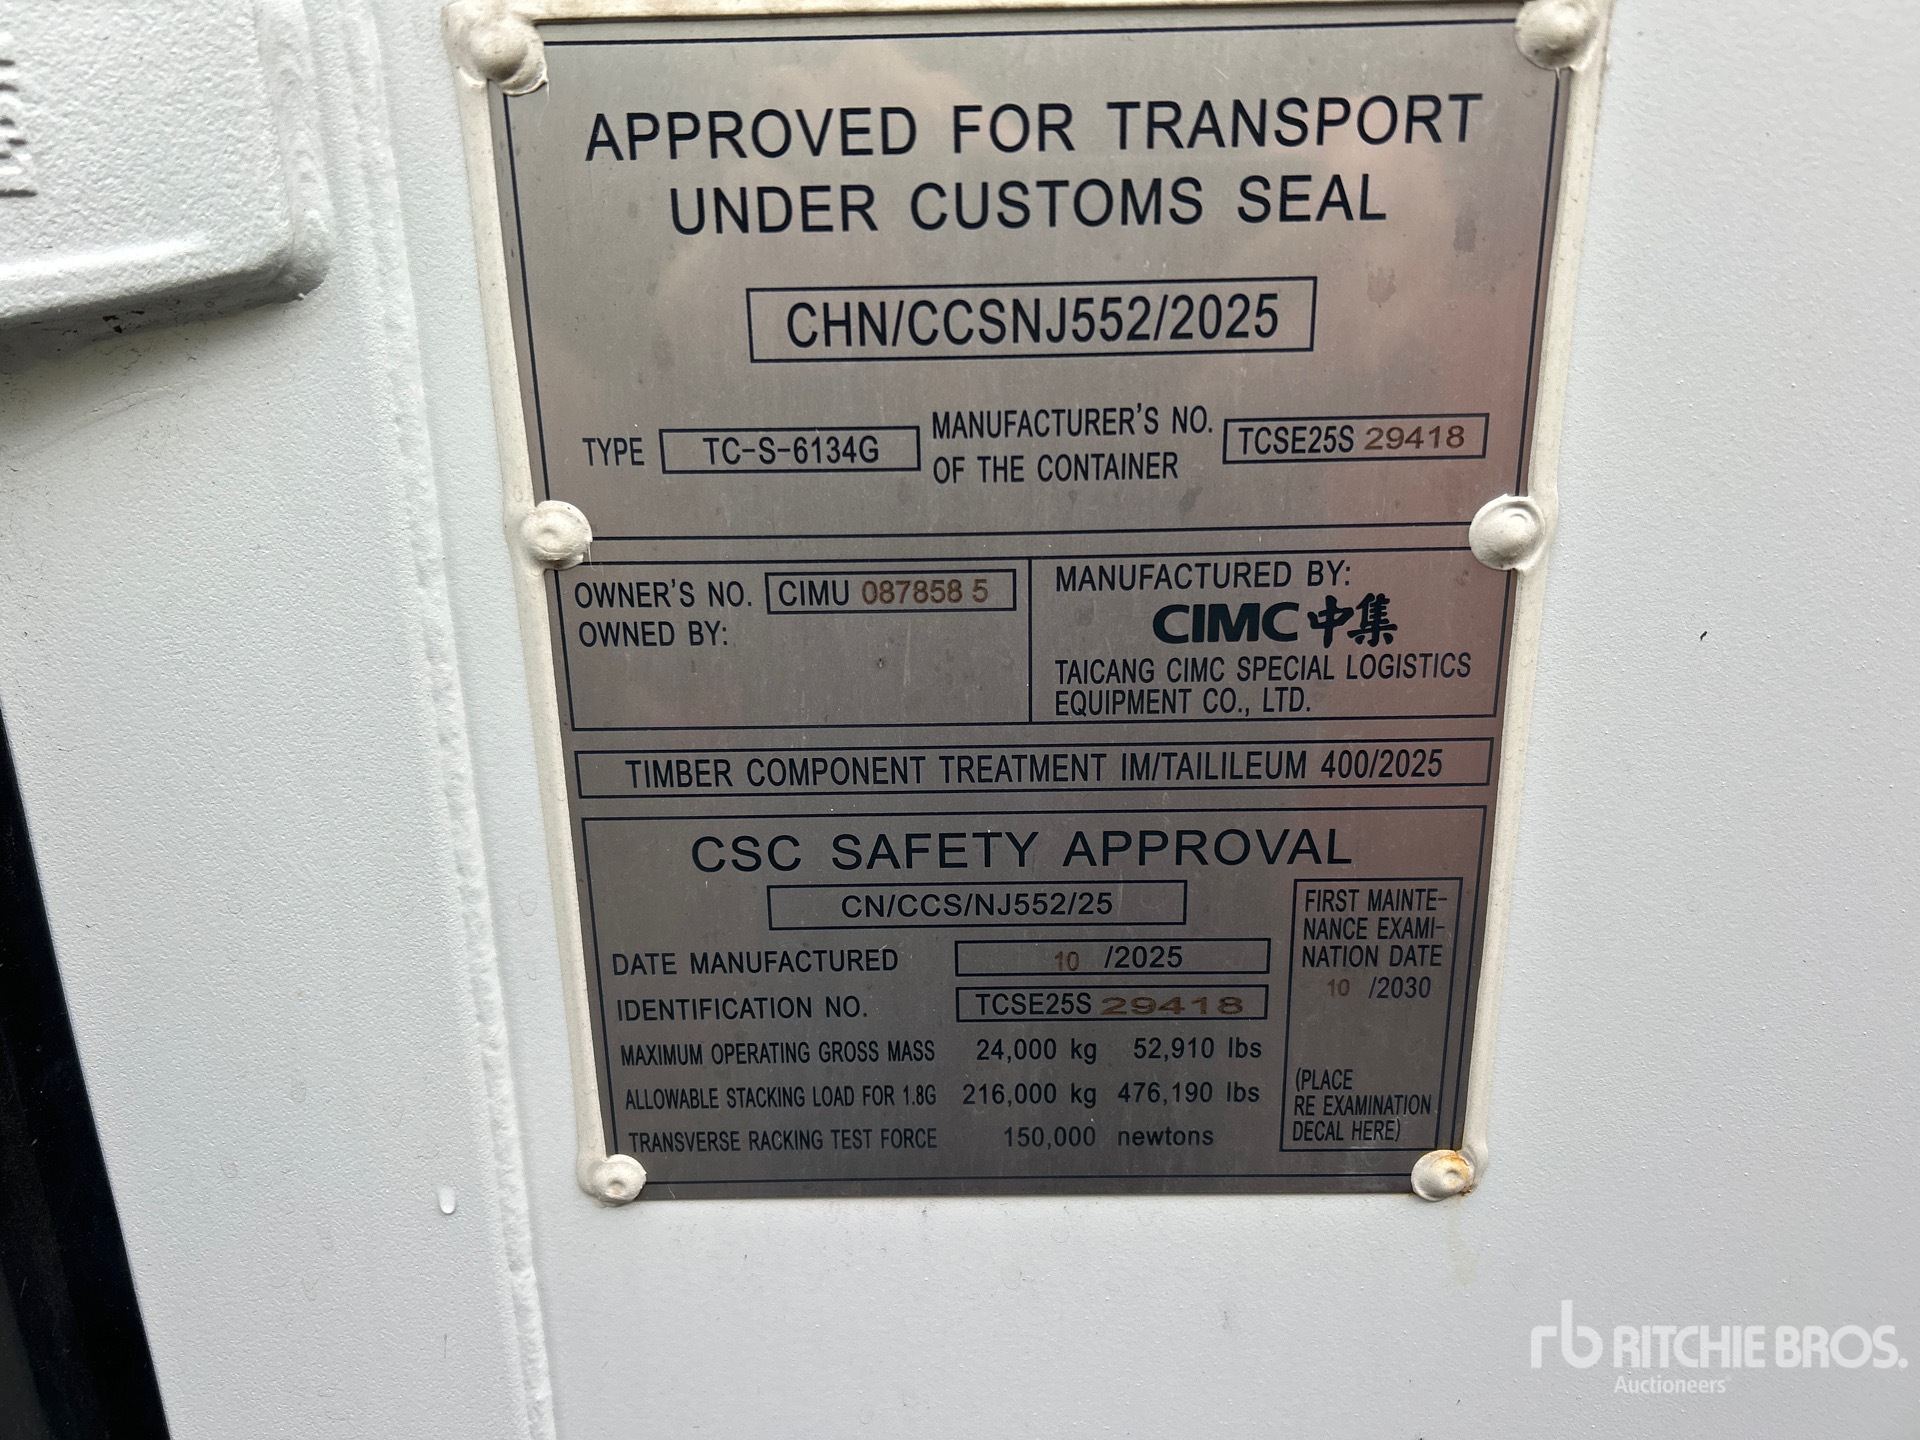 APPROVED FOR TRANSPORT
UNDER CUSTOMS SEAL
CHN/CCSNJ552/2025
TYPE TC-S-6134G MANUFACTURER'S NO. OF THE CONTAINER TCSE25S 29418
OWNER'S NO. CIMU 087858 5
OWNED BY:
MANUFACTURED BY:
CIMC 中集
TAICANG CIMC SPECIAL LOGISTICS
EQUIPMENT CO., LTD.
TIMBER COMPONENT TREATMENT IM/TAILILEUM 400/2025
CSC SAFETY APPROVAL
CN/CCS/NJ552/25
DATE MANUFACTURED 10 /2025
IDENTIFICATION NO. TCSE25S 29418
MAXIMUM OPERATING GROSS MASS 24,000 kg 52,910 lbs
ALLOWABLE STACKING LOAD FOR 1.8G 216,000 kg 476,190 lbs
TRANSVERSE RACKING TEST FORCE 150,000 newtons
FIRST MAINTE-
NANCE EXAMI-
NATION DATE
10 /2030
(PLACE
RE EXAMINATION
DECAL HERE)
rb RITCHIE BROS.
Auctioneers